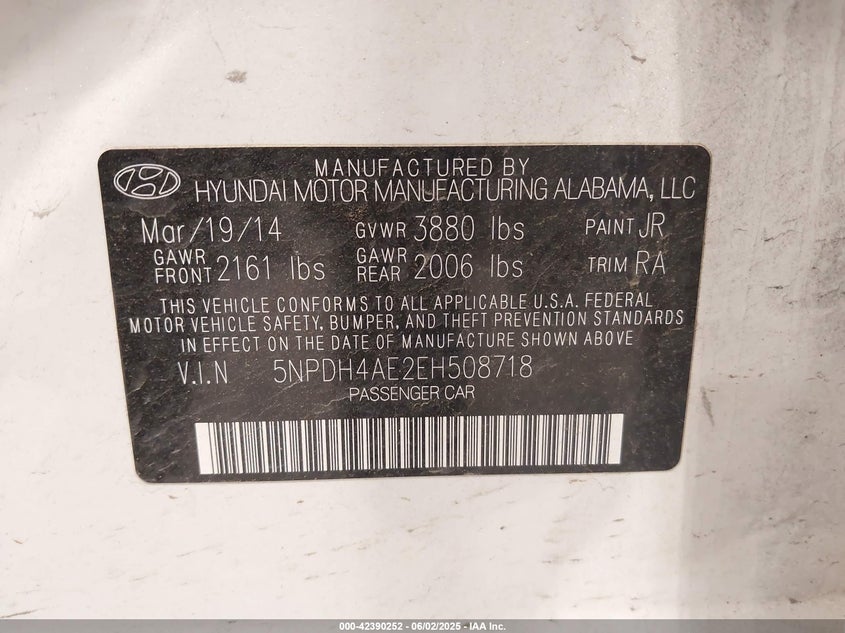 MANUFACTURED BY
HYUNDAI MOTOR MANUFACTURING ALABAMA, LLC
Mar/19/14 GVWR 3880 lbs PAINT JR
GAWR FRONT 2161 lbs GAWR REAR 2006 lbs TRIM RA
THIS VEHICLE CONFORMS TO ALL APPLICABLE U.S.A. FEDERAL
MOTOR VEHICLE SAFETY, BUMPER, AND THEFT PREVENTION STANDARDS
IN EFFECT ON THE DATE OF MANUFACTURE SHOWN ABOVE
V.I.N 5NPDH4AE2EH508718
PASSENGER CAR
000-42390252 - 06/02/2025 - IAA Inc.